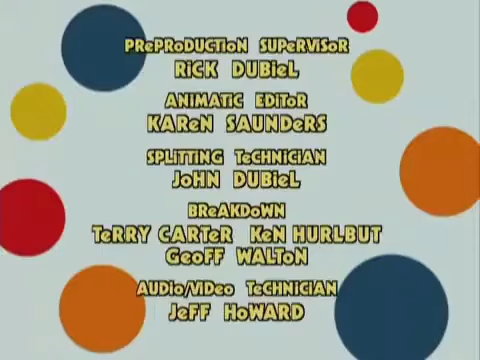 PRePRoDUCTioN SUPeRViSoR
RiCK DUBieL
ANiMATiC eDiToR
KAReN SAUNDeRS
SPLiTTiNG TeCHNiCiAN
JoHN DUBieL
BReAKDoWN
TeRRY CARTeR KeN HURLBUT
GeoFF WALToN
AUDio/ViDeo TeCHNiCiAN
JeFF HoWARD